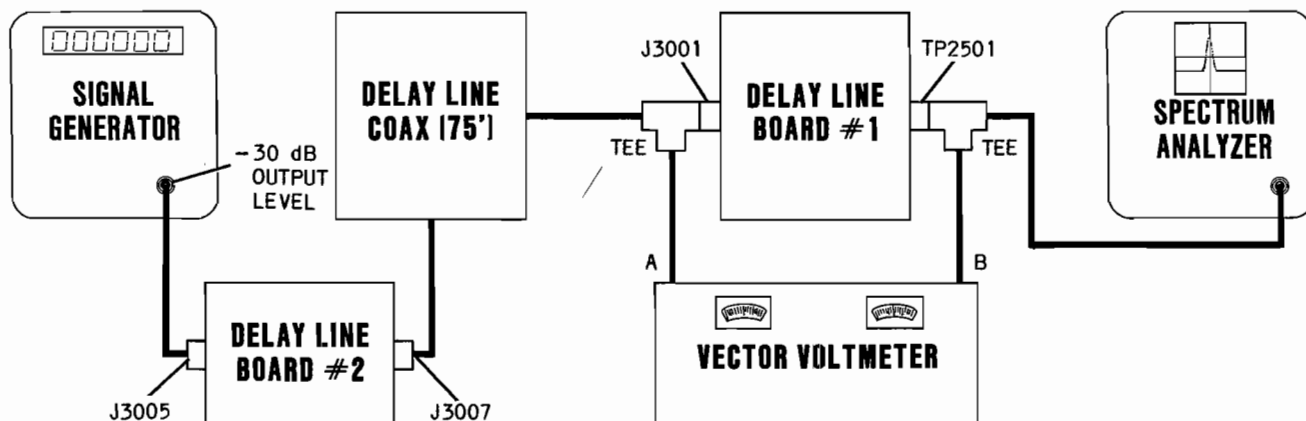 000000
SIGNAL
GENERATOR
-30 dB
OUTPUT
LEVEL
DELAY LINE
COAX (75')
J3001
TEE
DELAY LINE
BOARD #1
TP2501
TEE
SPECTRUM
ANALYZER
A
B
DELAY LINE
BOARD #2
J3005
J3007
VECTOR VOLTMETER